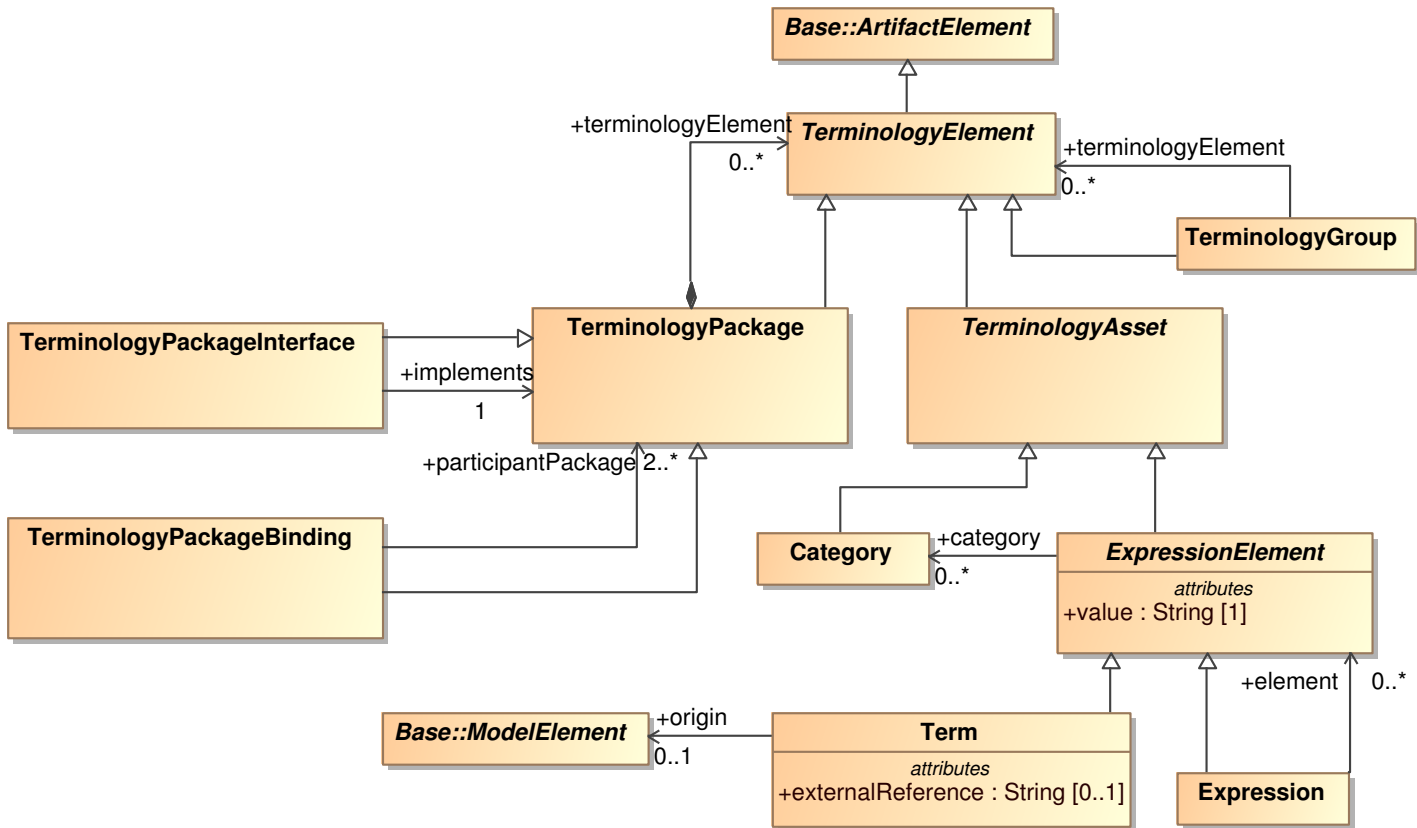 Base::ArtifactElement
+terminologyElement
TerminologyElement
0..*
+terminologyElement
0..*
TerminologyGroup
TerminologyPackageInterface
TerminologyPackage
TerminologyAsset
+implements
1
+participantPackage 2..*
TerminologyPackageBinding
Category
+category
0..*
ExpressionElement
attributes
+value : String [1]
+element
0..*
Base::ModelElement
+origin
0..1
Term
attributes
+externalReference : String [0..1]
Expression